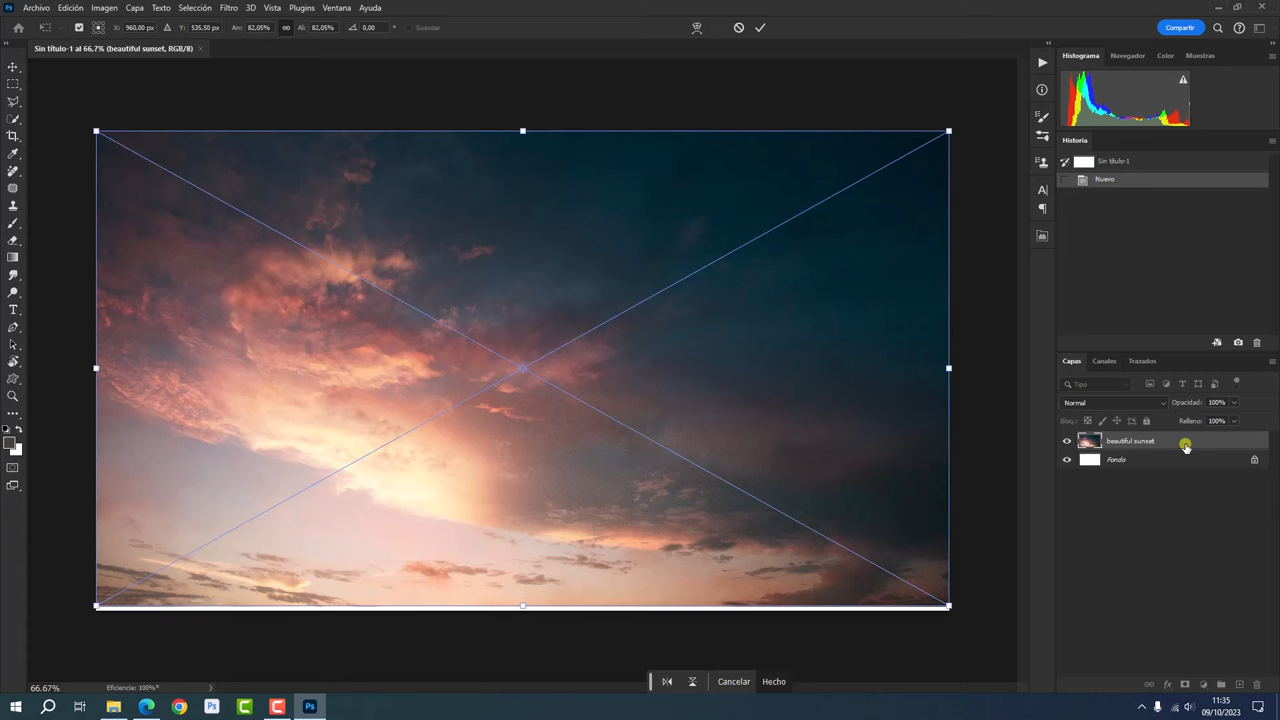 Archivo Edición Imagen Capa Texto Selección Filtro 3D Vista Plugins Ventana Ayuda
X: 960,00 px Y: 535,50 px An: 82,05% Al: 82,05% 0,00 ° Suavizar
Compartir
Sin título-1 al 66,7% (beautiful sunset, RGB/8) ×
Histograma Navegador Color Muestras
Historia
Sin título-1
Nuevo
Capas Canales Trazados
Tipo
Normal Opacidad: 100%
Bloq.: Relleno: 100%
beautiful sunset
Fondo
Cancelar Hecho
66.67% Eficiencia: 100%*
11:35
09/10/2023